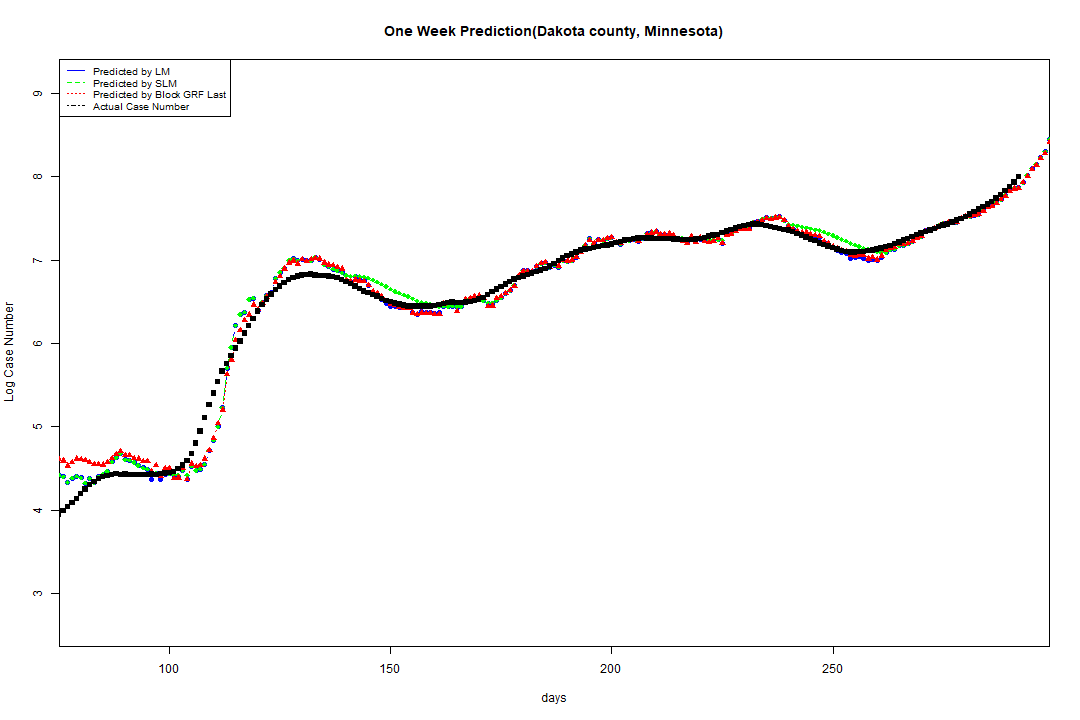 One Week Prediction(Dakota county, Minnesota)
Predicted by LM
Predicted by SLM
Predicted by Block GRF Last
Actual Case Number
9
8
7
6
5
4
3
Log Case Number
100 150 200 250
days